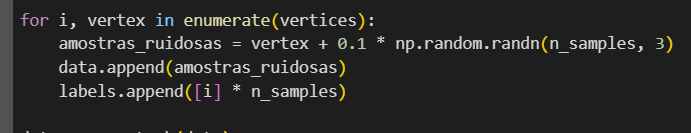 for i, vertex in enumerate(vertices):
    amostras_ruidosas = vertex + 0.1 * np.random.randn(n_samples, 3)
    data.append(amostras_ruidosas)
    labels.append([i] * n_samples)